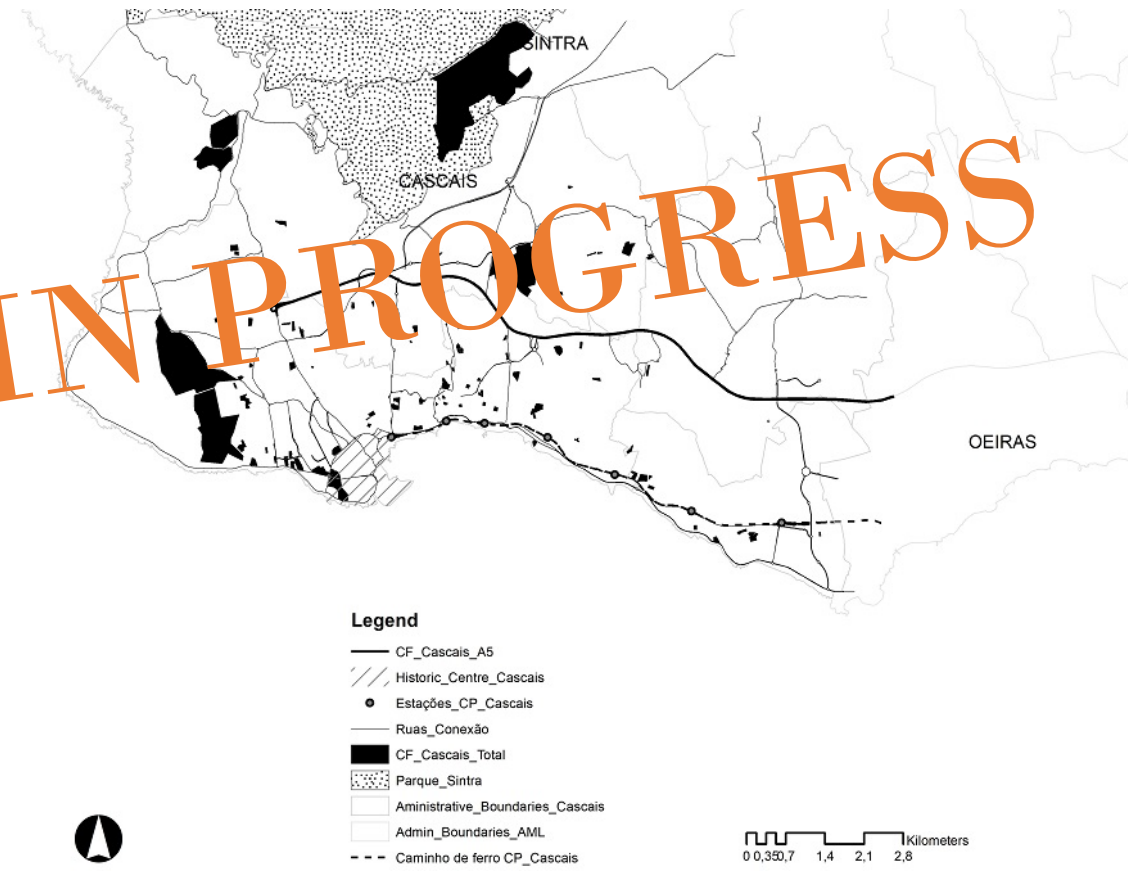 SINTRA
CASCAIS
IN PROGRESS
OEIRAS
Legend
CF_Cascais_A5
Historic_Centre_Cascais
Estações_CP_Cascais
Ruas_Conexão
CF_Cascais_Total
Parque_Sintra
Aministrative_Boundaries_Cascais
Admin_Boundaries_AML
Caminho de ferro CP_Cascais
Kilometers
0 0,350,7 1,4 2,1 2,8